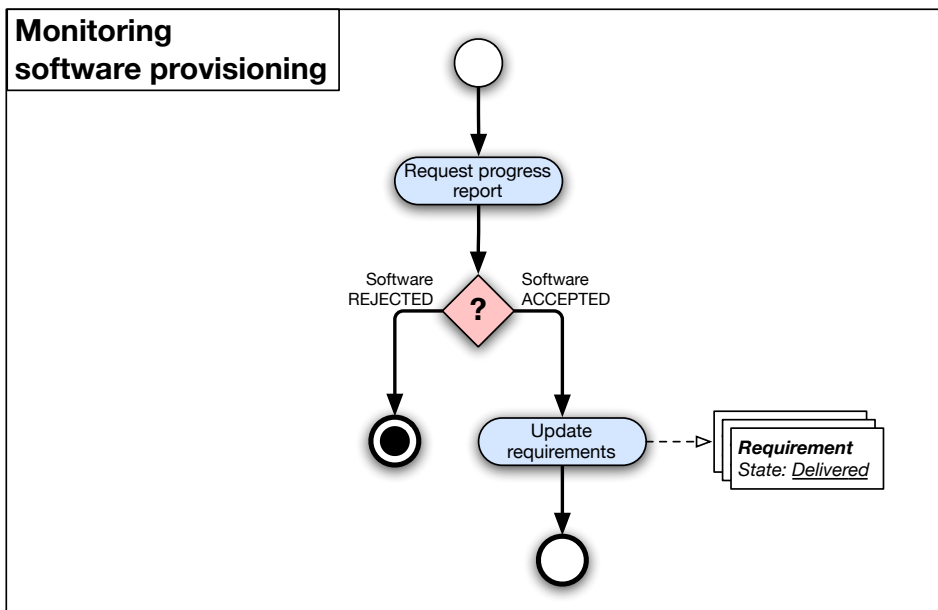 Monitoring
software provisioning
Request progress
report
Software
REJECTED
?
Software
ACCEPTED
Update
requirements
Requirement
State: Delivered